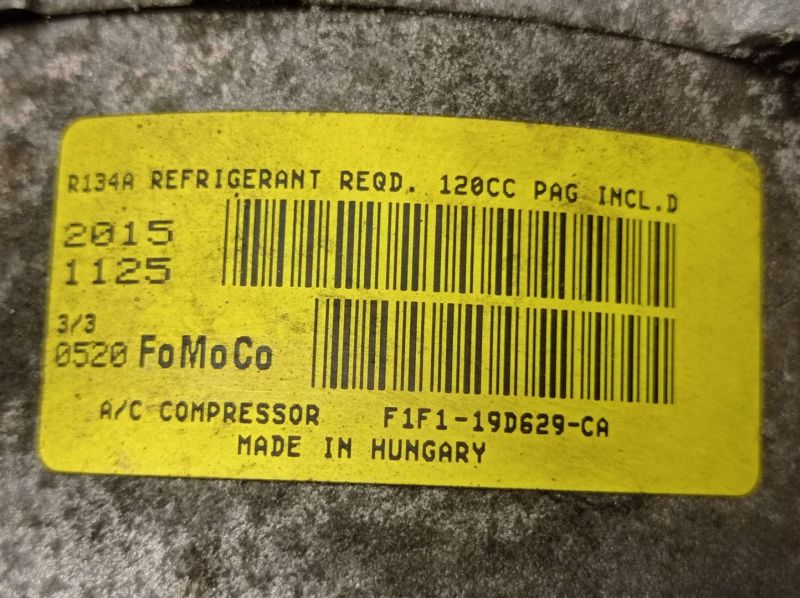 R134A REFRIGERANT REQD. 120CC PAG INCL.D
2015
1125
3/3
0520 FoMoCo
A/C COMPRESSOR F1F1-19D629-CA
MADE IN HUNGARY